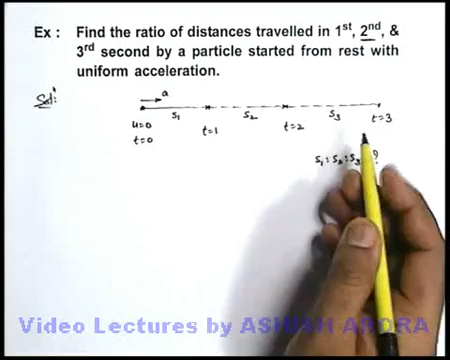 Ex : Find the ratio of distances travelled in 1st, 2nd, &
3rd second by a particle started from rest with
uniform acceleration.
Sol:
a
S₁ S₂ S₃
u=0 t=1 t=2 t=3
t=0
S₁ : S₂ : S₃ ?
Video Lectures by ASHISH ARORA